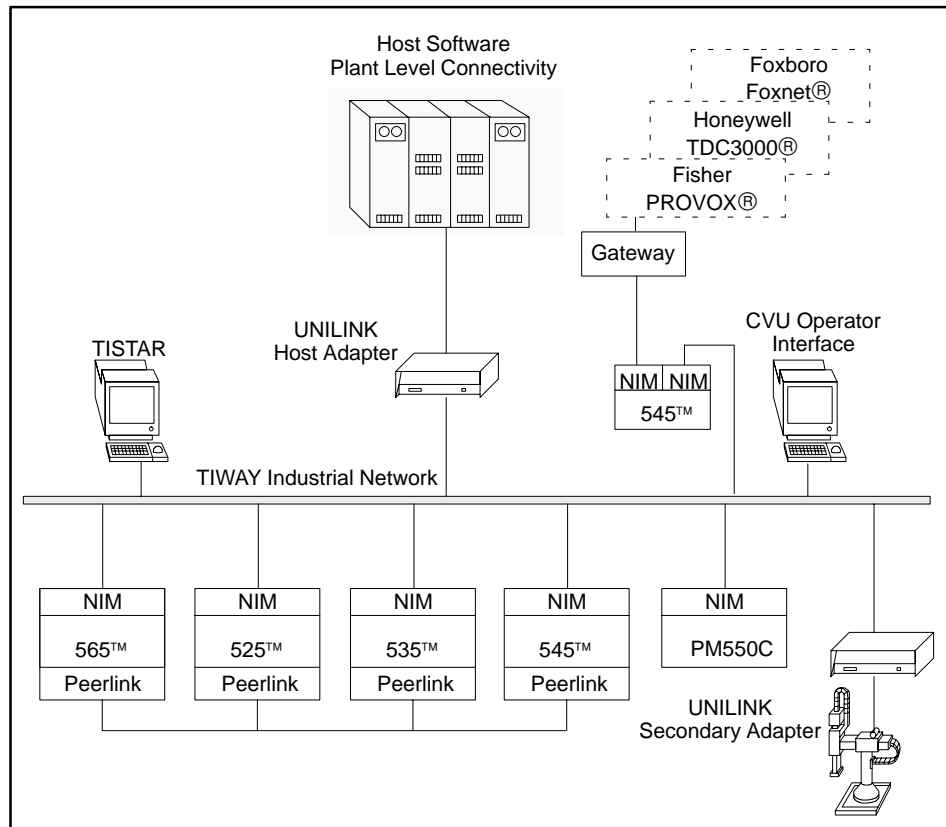 Host Software
Plant Level Connectivity
Foxboro
Foxnet®
Honeywell
TDC3000®
Fisher
PROVOX®
Gateway
UNILINK
Host Adapter
CVU Operator
Interface
TISTAR
NIM NIM
545™
TIWAY Industrial Network
NIM
565™
Peerlink
NIM
525™
Peerlink
NIM
535™
Peerlink
NIM
545™
Peerlink
NIM
PM550C
UNILINK
Secondary Adapter